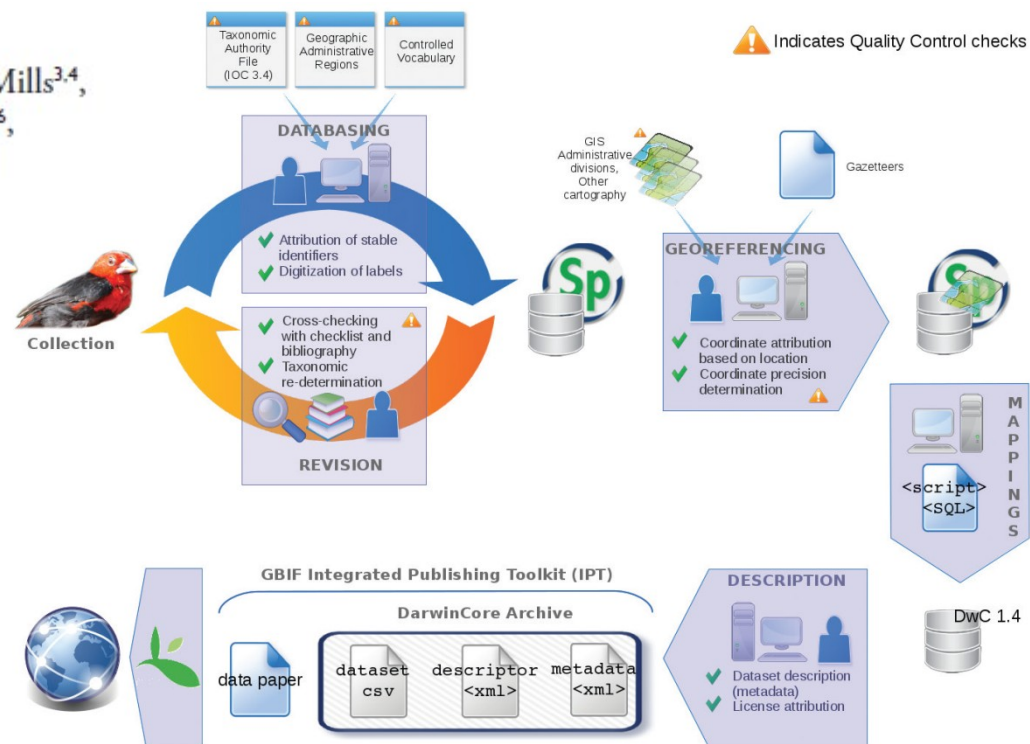 Mills3,4,
6,
Taxonomic
Authority
File
(IOC 3.4)
Geographic
Administrative
Regions
Controlled
Vocabulary
Indicates Quality Control checks
DATABASING
Attribution of stable
identifiers
Digitization of labels
Collection
Cross-checking
with checklist and
bibliography
Taxonomic
re-determination
REVISION
Sp
GIS
Administrative
divisions,
Other
cartography
Gazetteers
GEOREFERENCING
Coordinate attribution
based on location
Coordinate precision
determination
Sp
MAPPINGS
<script>
<SQL>
DwC 1.4
DESCRIPTION
Dataset description
(metadata)
License attribution
GBIF Integrated Publishing Toolkit (IPT)
DarwinCore Archive
data paper
dataset
csv
descriptor
<xml>
metadata
<xml>